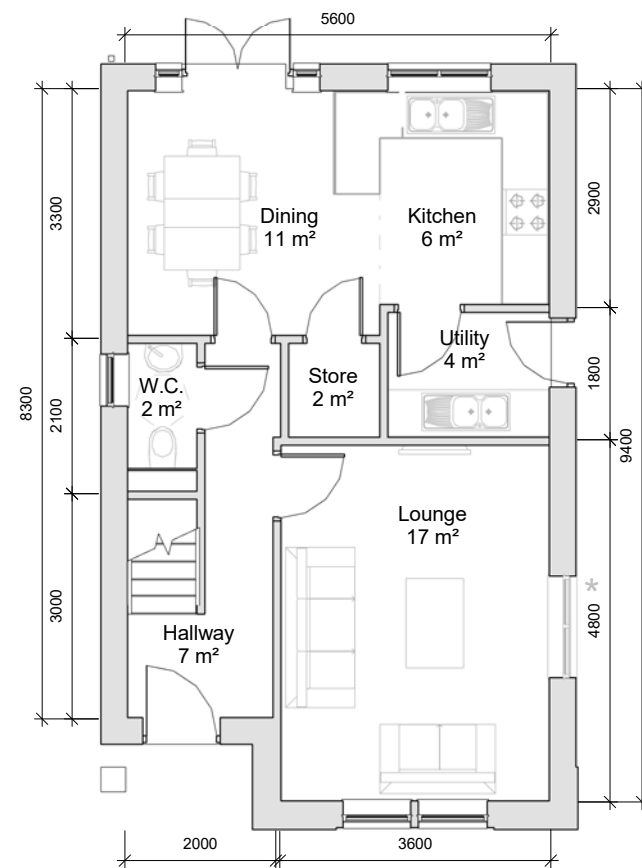 5600
3300
2900
Dining
11 m²
Kitchen
6 m²
8300
2100
W.C.
2 m²
Store
2 m²
Utility
4 m²
1800
9400
Lounge
17 m²
3000
Hallway
7 m²
*
4800
2000
3600